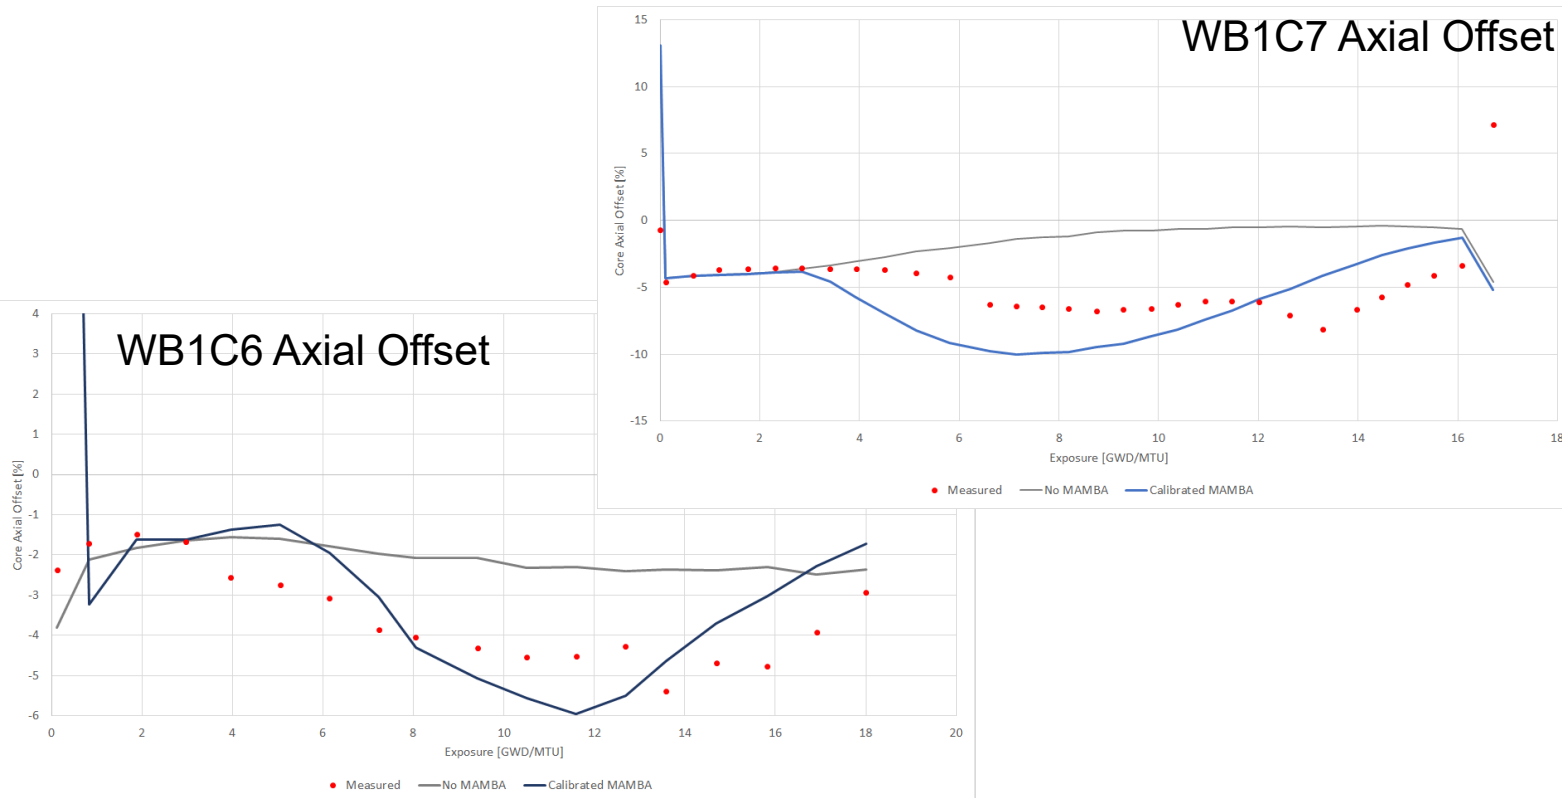 WB1C7 Axial Offset
15
10
5
0
-5
-10
-15
Core Axial Offset [%]
0 2 4 6 8 10 12 14 16 18
Exposure [GWD/MTU]
Measured No MAMBA Calibrated MAMBA
WB1C6 Axial Offset
4
3
2
1
0
-1
-2
-3
-4
-5
-6
Core Axial Offset [%]
0 2 4 6 8 10 12 14 16 18 20
Exposure [GWD/MTU]
Measured No MAMBA Calibrated MAMBA